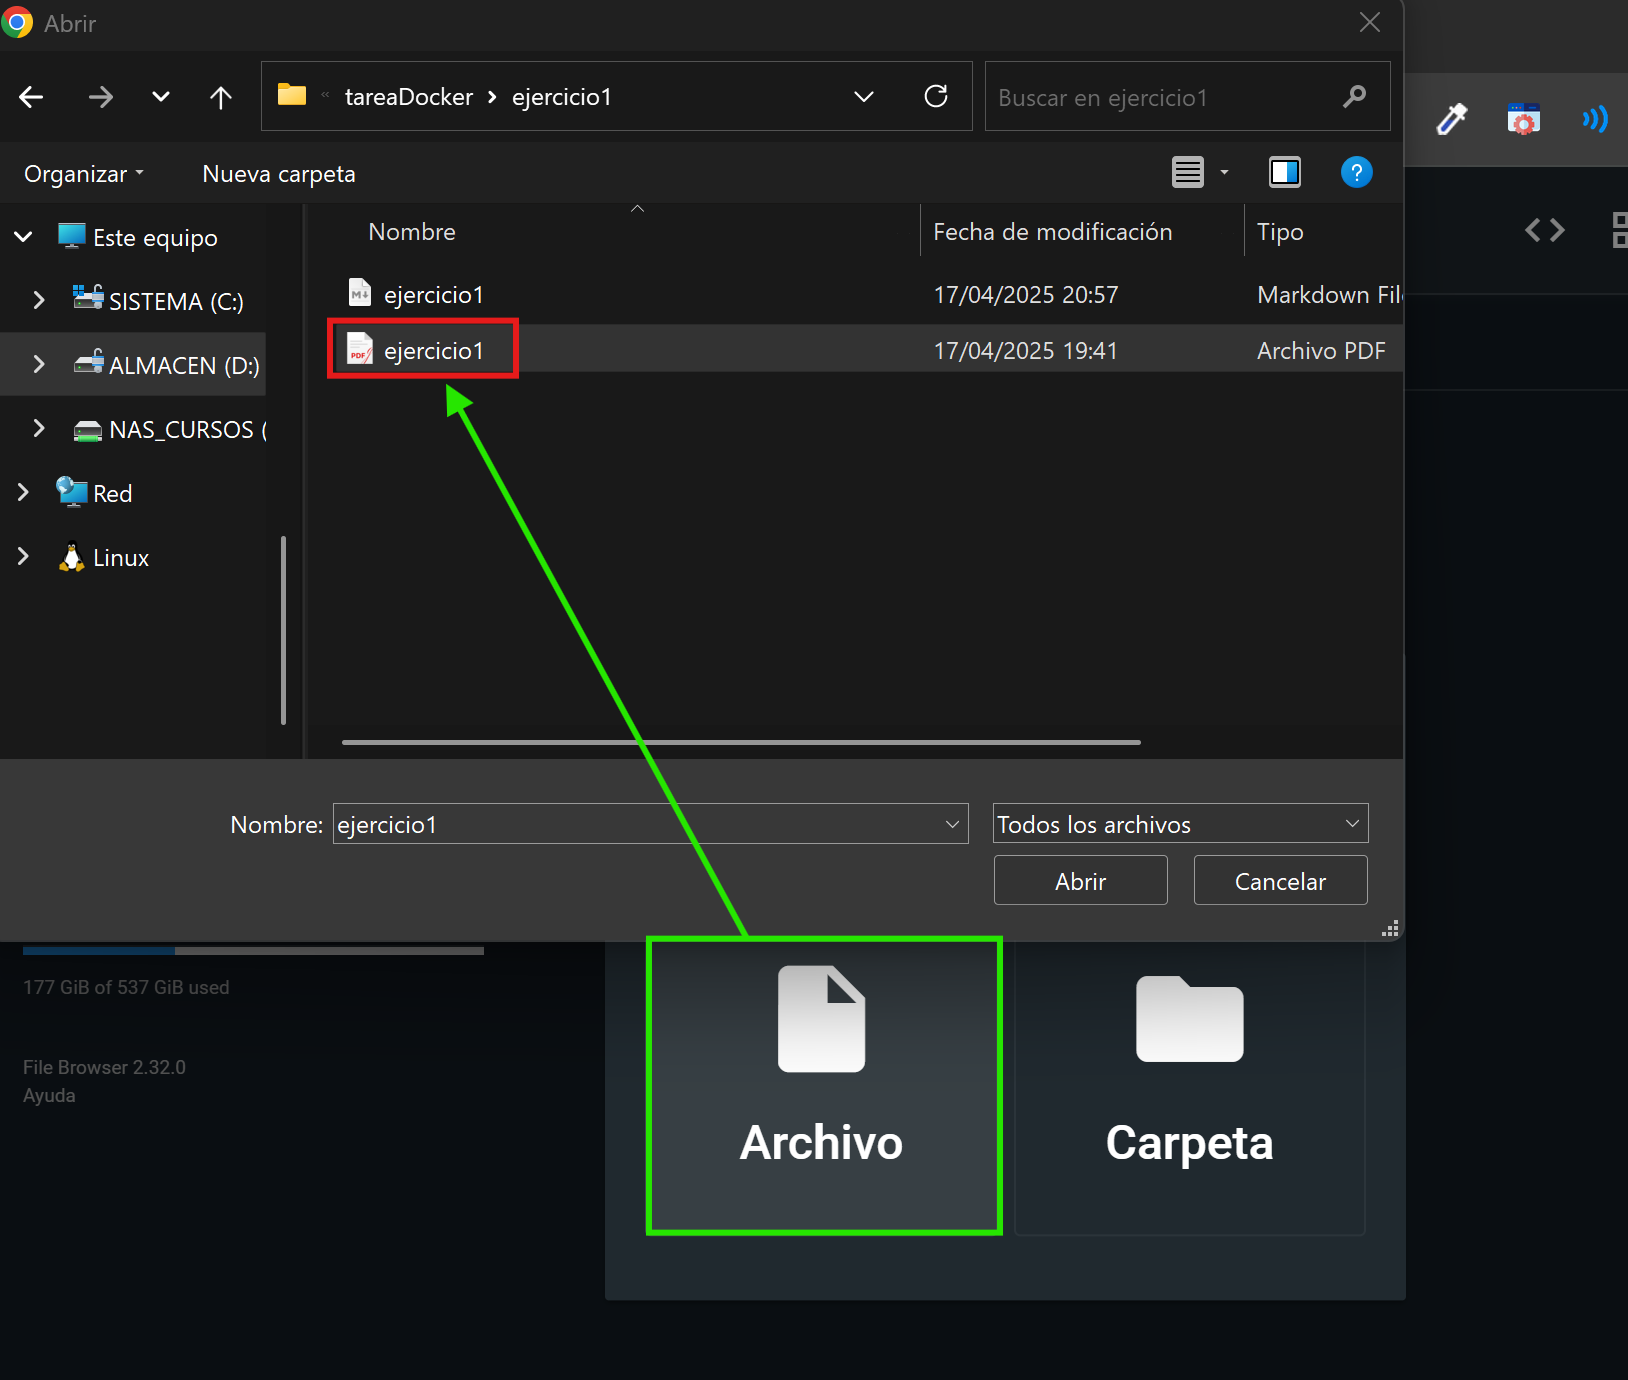 Abrir
« tareaDocker > ejercicio1
Buscar en ejercicio1
Organizar
Nueva carpeta
?
Nombre
Fecha de modificación
Tipo
Este equipo
SISTEMA (C:)
ALMACEN (D:)
NAS_CURSOS (
Red
Linux
M↓ ejercicio1
17/04/2025 20:57
Markdown Fil
PDF ejercicio1
17/04/2025 19:41
Archivo PDF
Nombre: ejercicio1
Todos los archivos
Abrir
Cancelar
177 GiB of 537 GiB used
File Browser 2.32.0
Ayuda
Archivo
Carpeta